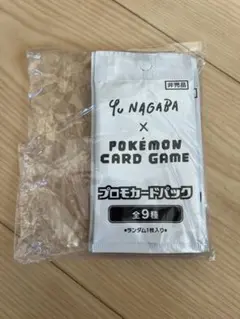 非売品
YU NAGABA
×
POKÉMON
CARD GAME
プロモカードパック
全9種
●ランダム1枚入り●